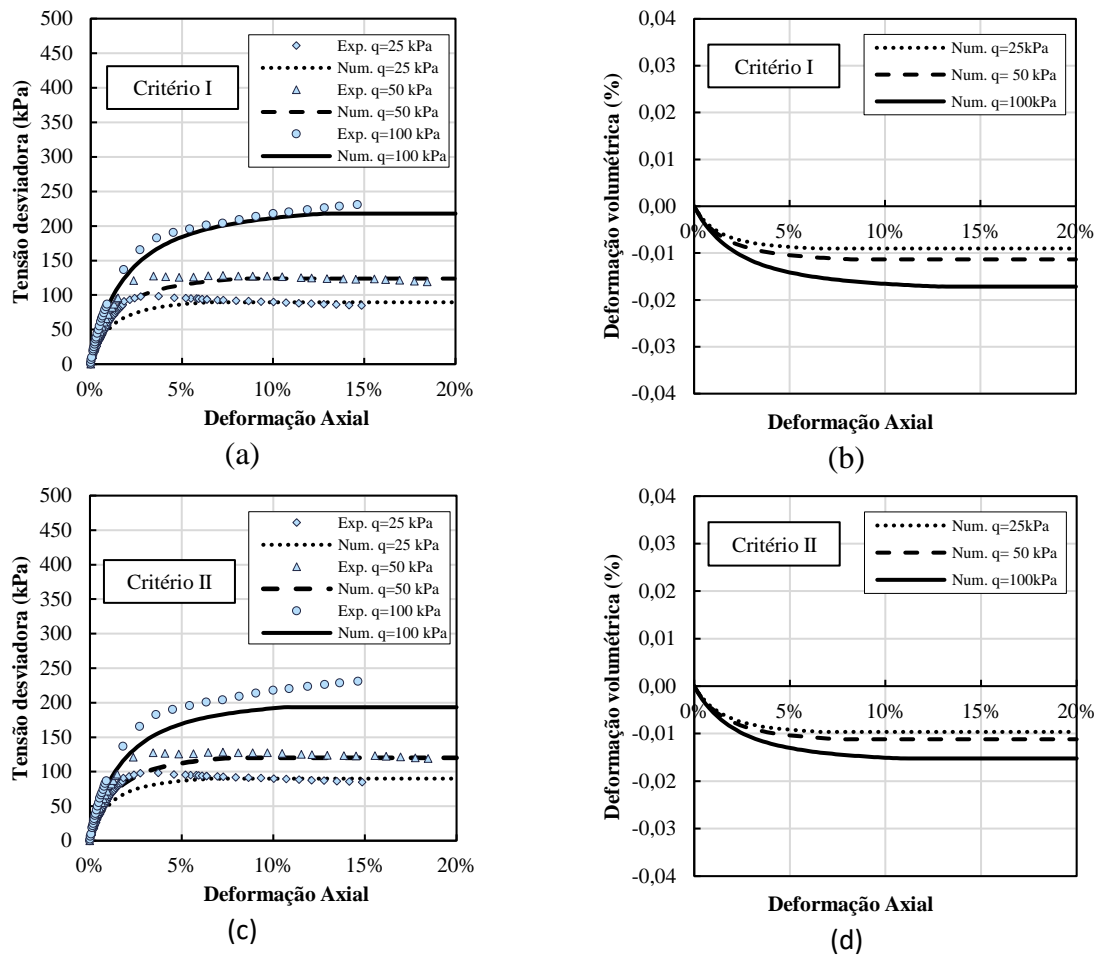 500
450
400
350
300
250
200
150
100
50
0
0%
5%
10%
15%
20%
Tensão desviadora (kPa)
Deformação Axial
Critério I
Exp. q=25 kPa
Num. q=25 kPa
Exp. q=50 kPa
Num. q=50 kPa
Exp. q=100 kPa
Num. q=100 kPa
(a)
0,04
0,03
0,02
0,01
0,00
-0,01
-0,02
-0,03
-0,04
0%
5%
10%
15%
20%
Deformação volumétrica (%)
Deformação Axial
Critério I
Num. q=25kPa
Num. q= 50 kPa
Num. q=100kPa
(b)
500
450
400
350
300
250
200
150
100
50
0
0%
5%
10%
15%
20%
Tensão desviadora (kPa)
Deformação Axial
Critério II
Exp. q=25 kPa
Num. q=25 kPa
Exp. q=50 kPa
Num. q=50 kPa
Exp. q=100 kPa
Num. q=100 kPa
(c)
0,04
0,03
0,02
0,01
0,00
-0,01
-0,02
-0,03
-0,04
0%
5%
10%
15%
20%
Deformação volumétrica (%)
Deformação Axial
Critério II
Num. q=25kPa
Num. q= 50 kPa
Num. q=100kPa
(d)